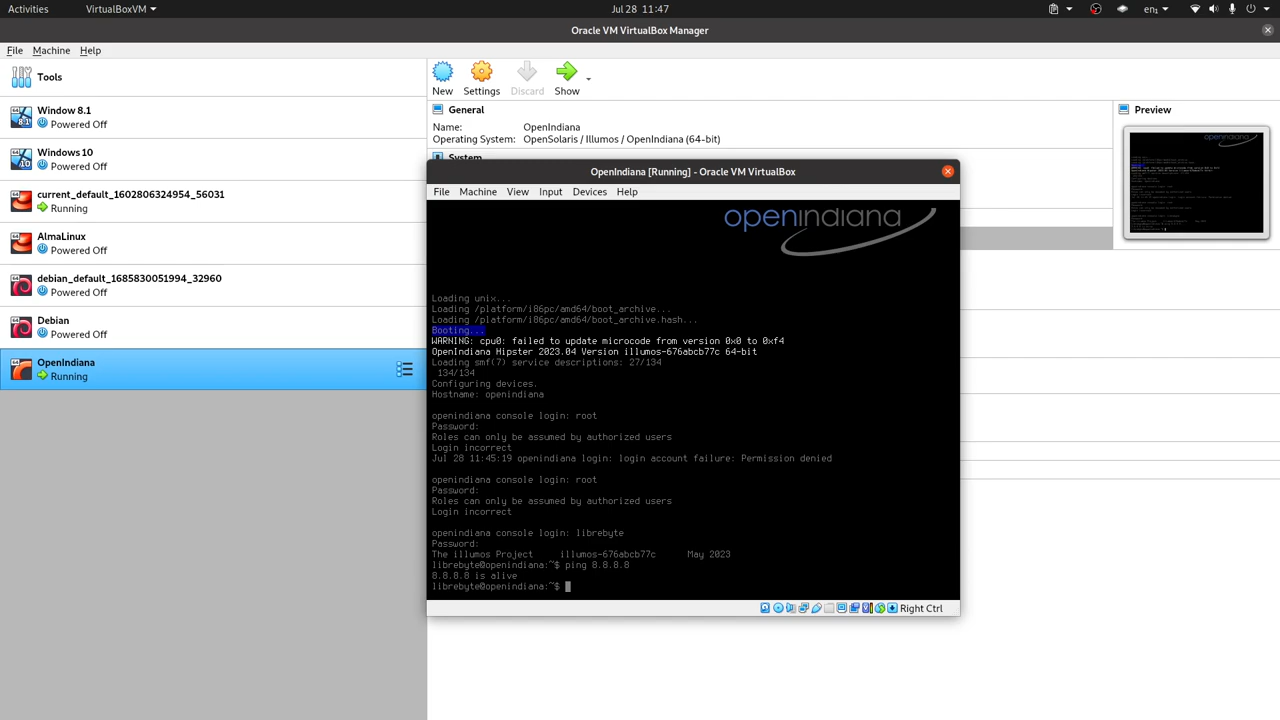 Activities VirtualBoxVM Jul 28 11:47 en₁
Oracle VM VirtualBox Manager
File Machine Help
Tools
New Settings Discard Show
Window 8.1
Powered Off
Windows 10
Powered Off
current_default_1602806324954_56031
Running
AlmaLinux
Powered Off
debian_default_1685830051994_32960
Powered Off
Debian
Powered Off
OpenIndiana
Running
General
Name: OpenIndiana
Operating System: OpenSolaris / Illumos / OpenIndiana (64-bit)
System
Preview
OpenIndiana [Running] - Oracle VM VirtualBox
File Machine View Input Devices Help
openindiana
Loading unix...
Loading /platform/i86pc/amd64/boot_archive...
Loading /platform/i86pc/amd64/boot_archive.hash...
Booting...
WARNING: cpu0: failed to update microcode from version 0x0 to 0xf4
OpenIndiana Hipster 2023.04 Version illumos-676abcb77c 64-bit
Loading smf(7) service descriptions: 27/134
134/134
Configuring devices.
Hostname: openindiana
openindiana console login: root
Password:
Roles can only be assumed by authorized users
Login incorrect
Jul 28 11:45:19 openindiana login: login account failure: Permission denied
openindiana console login: root
Password:
Roles can only be assumed by authorized users
Login incorrect
openindiana console login: librebyte
Password:
The illumos Project illumos-676abcb77c May 2023
librebyte@openindiana:~$ ping 8.8.8.8
8.8.8.8 is alive
librebyte@openindiana:~$
Right Ctrl